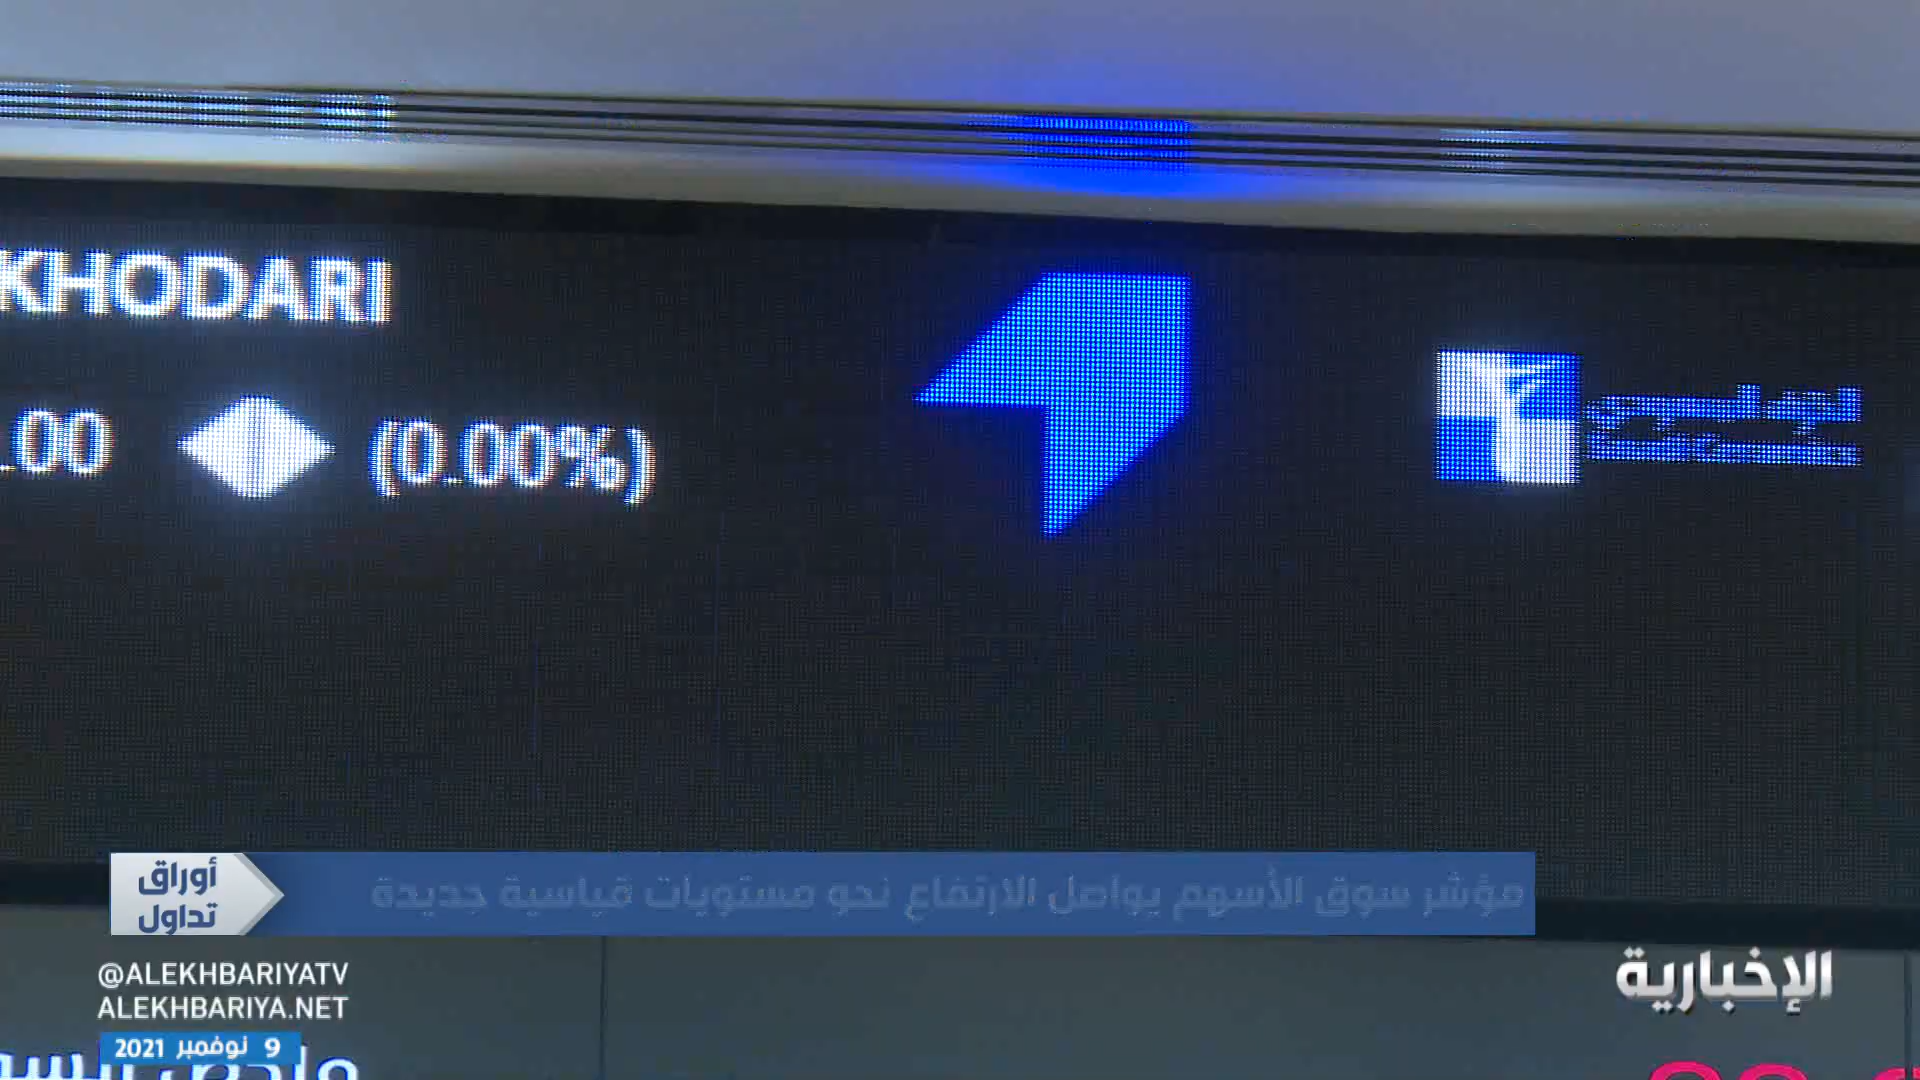 KHODARI
.00 (0.00%)
أوراق
تداول
مؤشر سوق الأسهم يواصل الارتفاع نحو مستويات قياسية جديدة
@ALEKHBARIYATV
ALEKHBARIYA.NET
9 نوفمبر 2021
الإخبارية